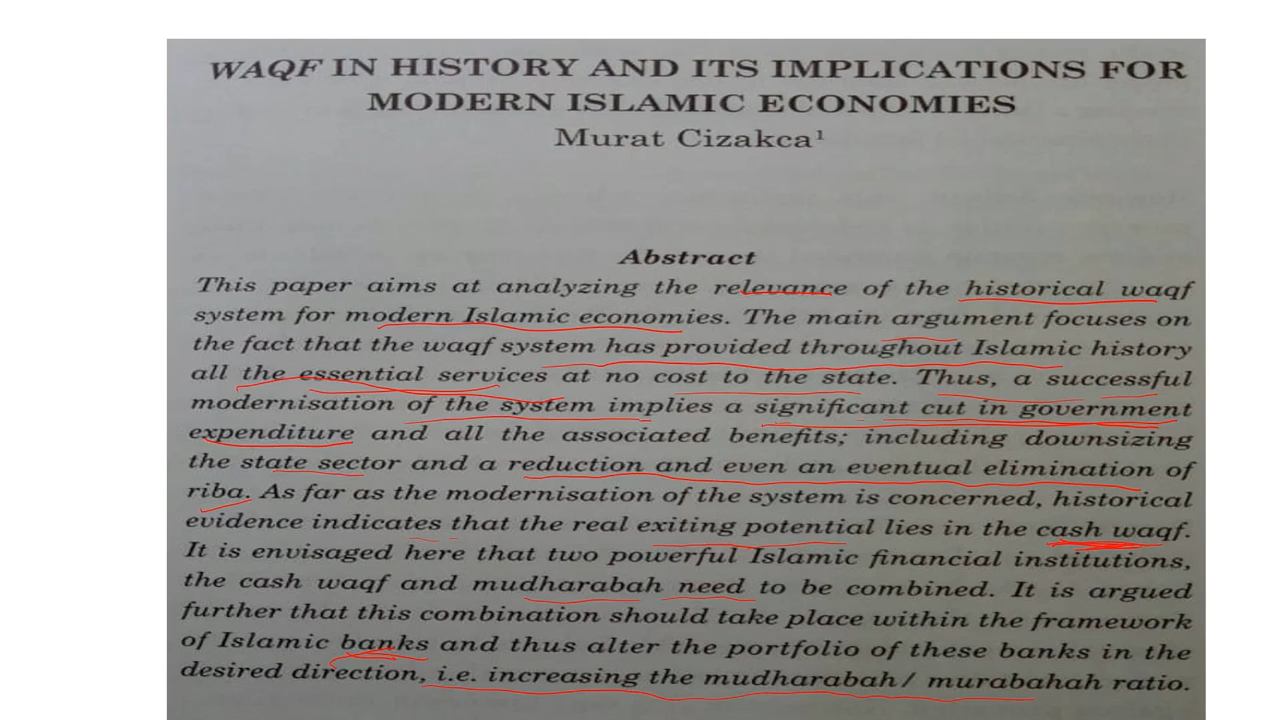 WAQF IN HISTORY AND ITS IMPLICATIONS FOR
MODERN ISLAMIC ECONOMIES
Murat Cizakca¹
Abstract
This paper aims at analyzing the relevance of the historical waqf
system for modern Islamic economies. The main argument focuses on
the fact that the waqf system has provided throughout Islamic history
all the essential services at no cost to the state. Thus, a successful
modernisation of the system implies a significant cut in government
expenditure and all the associated benefits; including downsizing
the state sector and a reduction and even an eventual elimination of
riba. As far as the modernisation of the system is concerned, historical
evidence indicates that the real exiting potential lies in the cash waqf.
It is envisaged here that two powerful Islamic financial institutions,
the cash waqf and mudharabah need to be combined. It is argued
further that this combination should take place within the framework
of Islamic banks and thus alter the portfolio of these banks in the
desired direction, i.e. increasing the mudharabah/ murabahah ratio.